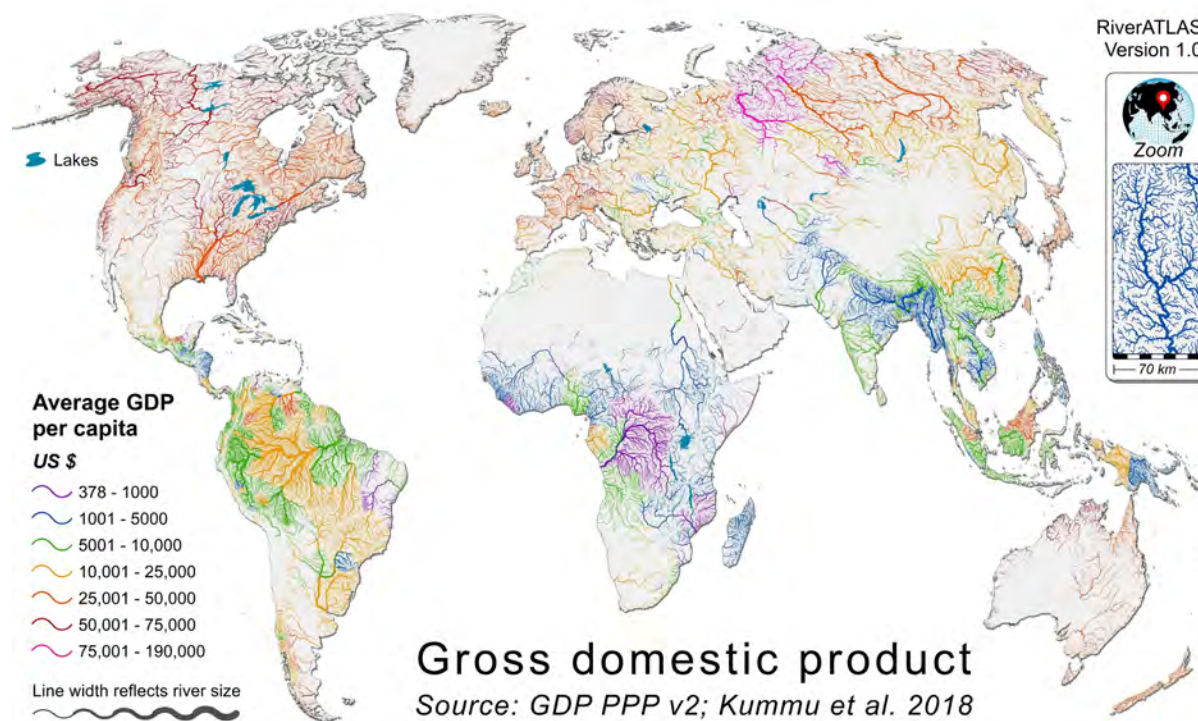 RiverATLAS
Version 1.0
Zoom
70 km
Lakes
Average GDP
per capita
US $
378 - 1000
1001 - 5000
5001 - 10,000
10,001 - 25,000
25,001 - 50,000
50,001 - 75,000
75,001 - 190,000
Line width reflects river size
Gross domestic product
Source: GDP PPP v2; Kummu et al. 2018